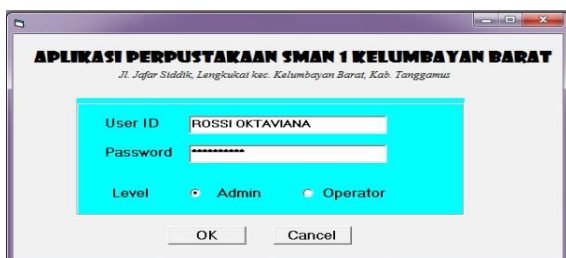 APLIKASI PERPUSTAKAAN SMAN 1 KELUMBAYAN BARAT
Jl. Jafar Siddik, Lengkukai kec. Kelumbayan Barat, Kab. Tanggamus
User ID ROSSI OKTAVIANA
Password **********
Level Admin Operator
OK Cancel